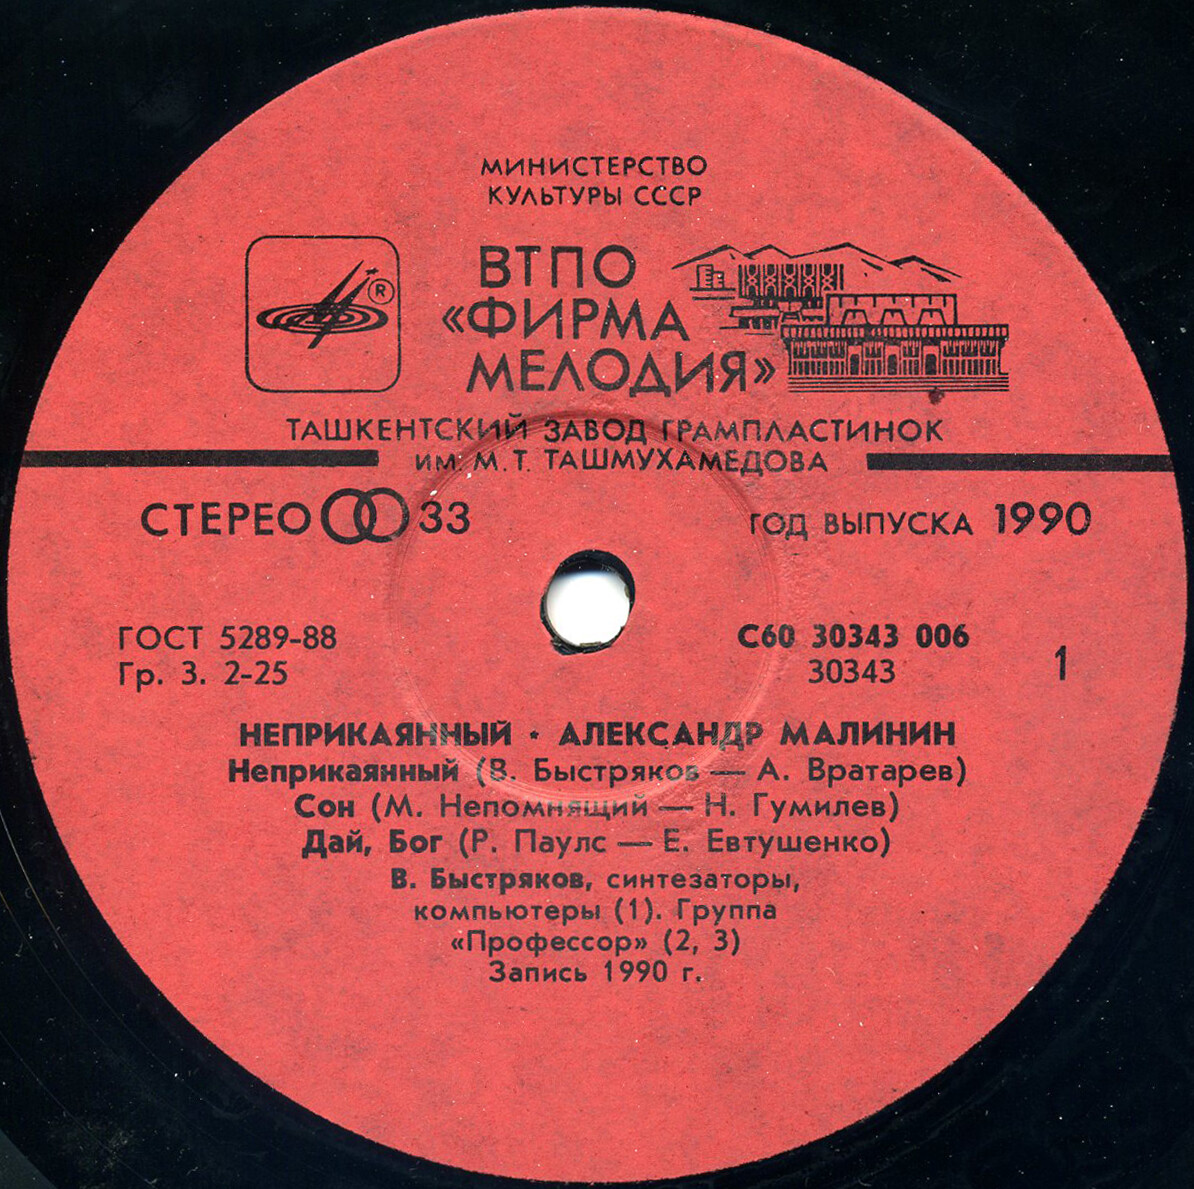 МИНИСТЕРСТВО
КУЛЬТУРЫ СССР
ВТПО
«ФИРМА
МЕЛОДИЯ»
®
ТАШКЕНТСКИЙ ЗАВОД ГРАМПЛАСТИНОК
ИМ. М. Т. ТАШМУХАМЕДОВА
СТЕРЕО 33
ГОД ВЫПУСКА 1990
ГОСТ 5289-88
Гр. 3. 2-25
С60 30343 006
30343
1
НЕПРИКАЯННЫЙ • АЛЕКСАНДР МАЛИНИН
Неприкаянный (В. Быстряков — А. Вратарев)
Сон (М. Непомнящий — Н. Гумилев)
Дай, Бог (Р. Паулс — Е. Евтушенко)
В. Быстряков, синтезаторы,
компьютеры (1). Группа
«Профессор» (2, 3)
Запись 1990 г.